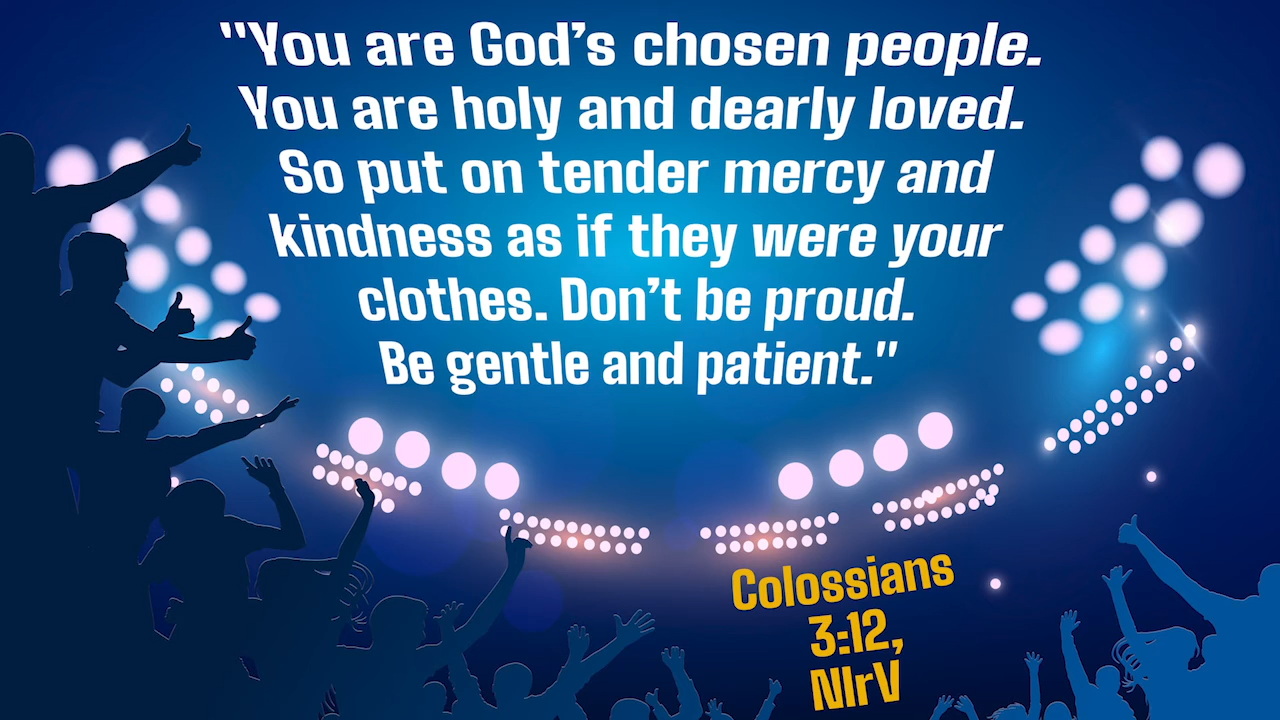 "You are God’s chosen people.
You are holy and dearly loved.
So put on tender mercy and
kindness as if they were your
clothes. Don’t be proud.
Be gentle and patient."
Colossians
3:12,
NIrV